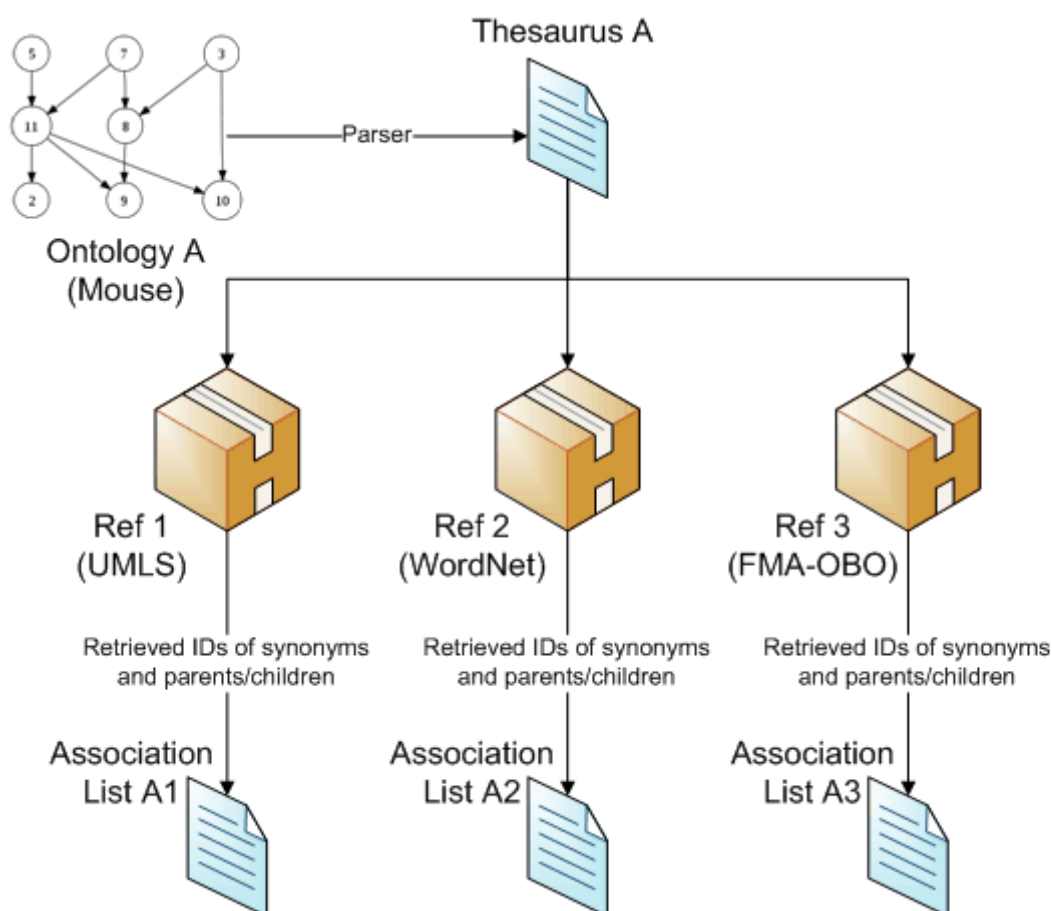 Thesaurus A
5
7
3
11
8
Parser
2
9
10
Ontology A
(Mouse)
Ref 1
(UMLS)
Ref 2
(WordNet)
Ref 3
(FMA-OBO)
Retrieved IDs of synonyms
and parents/children
Retrieved IDs of synonyms
and parents/children
Retrieved IDs of synonyms
and parents/children
Association
List A1
Association
List A2
Association
List A3